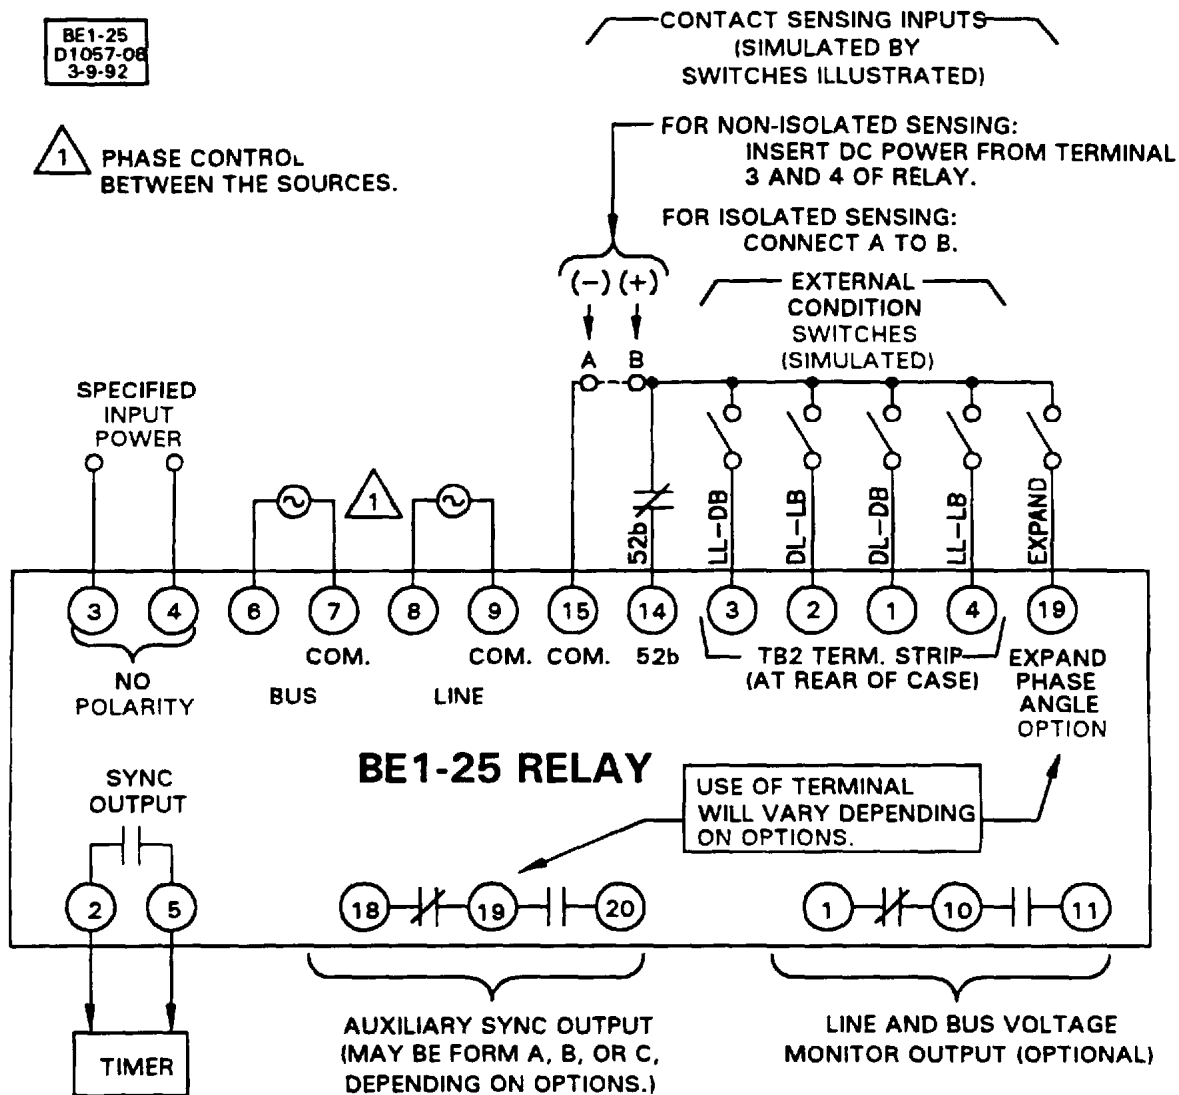 BE1-25
D1057-08
3-9-92
CONTACT SENSING INPUTS
(SIMULATED BY
SWITCHES ILLUSTRATED)
1
PHASE CONTROL
BETWEEN THE SOURCES.
FOR NON-ISOLATED SENSING:
INSERT DC POWER FROM TERMINAL
3 AND 4 OF RELAY.
FOR ISOLATED SENSING:
CONNECT A TO B.
(-) (+)
EXTERNAL
CONDITION
SWITCHES
(SIMULATED)
A B
SPECIFIED
INPUT
POWER
1
52b
LL-DB
DL-LB
DL-DB
LL-LB
EXPAND
3 4 6 7 8 9 15 14 3 2 1 4 19
NO
POLARITY
COM.
BUS
COM.
LINE
COM.
52b
TB2 TERM. STRIP
(AT REAR OF CASE)
EXPAND
PHASE
ANGLE
OPTION
BE1-25 RELAY
SYNC
OUTPUT
USE OF TERMINAL
WILL VARY DEPENDING
ON OPTIONS.
2 5 18 19 20 1 10 11
TIMER
AUXILIARY SYNC OUTPUT
(MAY BE FORM A, B, OR C,
DEPENDING ON OPTIONS.)
LINE AND BUS VOLTAGE
MONITOR OUTPUT (OPTIONAL)